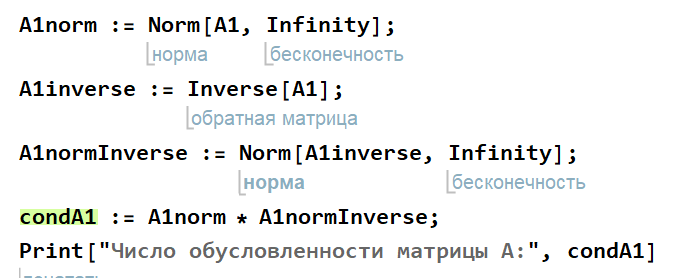 A1norm := Norm[A1, Infinity];
норма бесконечность
A1inverse := Inverse[A1];
обратная матрица
A1normInverse := Norm[A1inverse, Infinity];
норма бесконечность
condA1 := A1norm * A1normInverse;
Print["Число обусловленности матрицы A:", condA1]